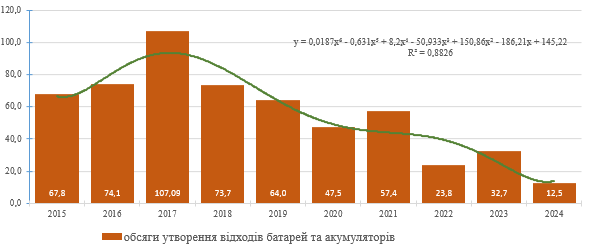 120,0
100,0
80,0
60,0
40,0
20,0
0,0
y = 0,0187x⁶ - 0,631x⁵ + 8,2x⁴ - 50,933x³ + 150,86x² - 186,21x + 145,22
R² = 0,8826
67,8 74,1 107,09 73,7 64,0 47,5 57,4 23,8 32,7 12,5
2015 2016 2017 2018 2019 2020 2021 2022 2023 2024
обсяги утворення відходів батарей та акумуляторів